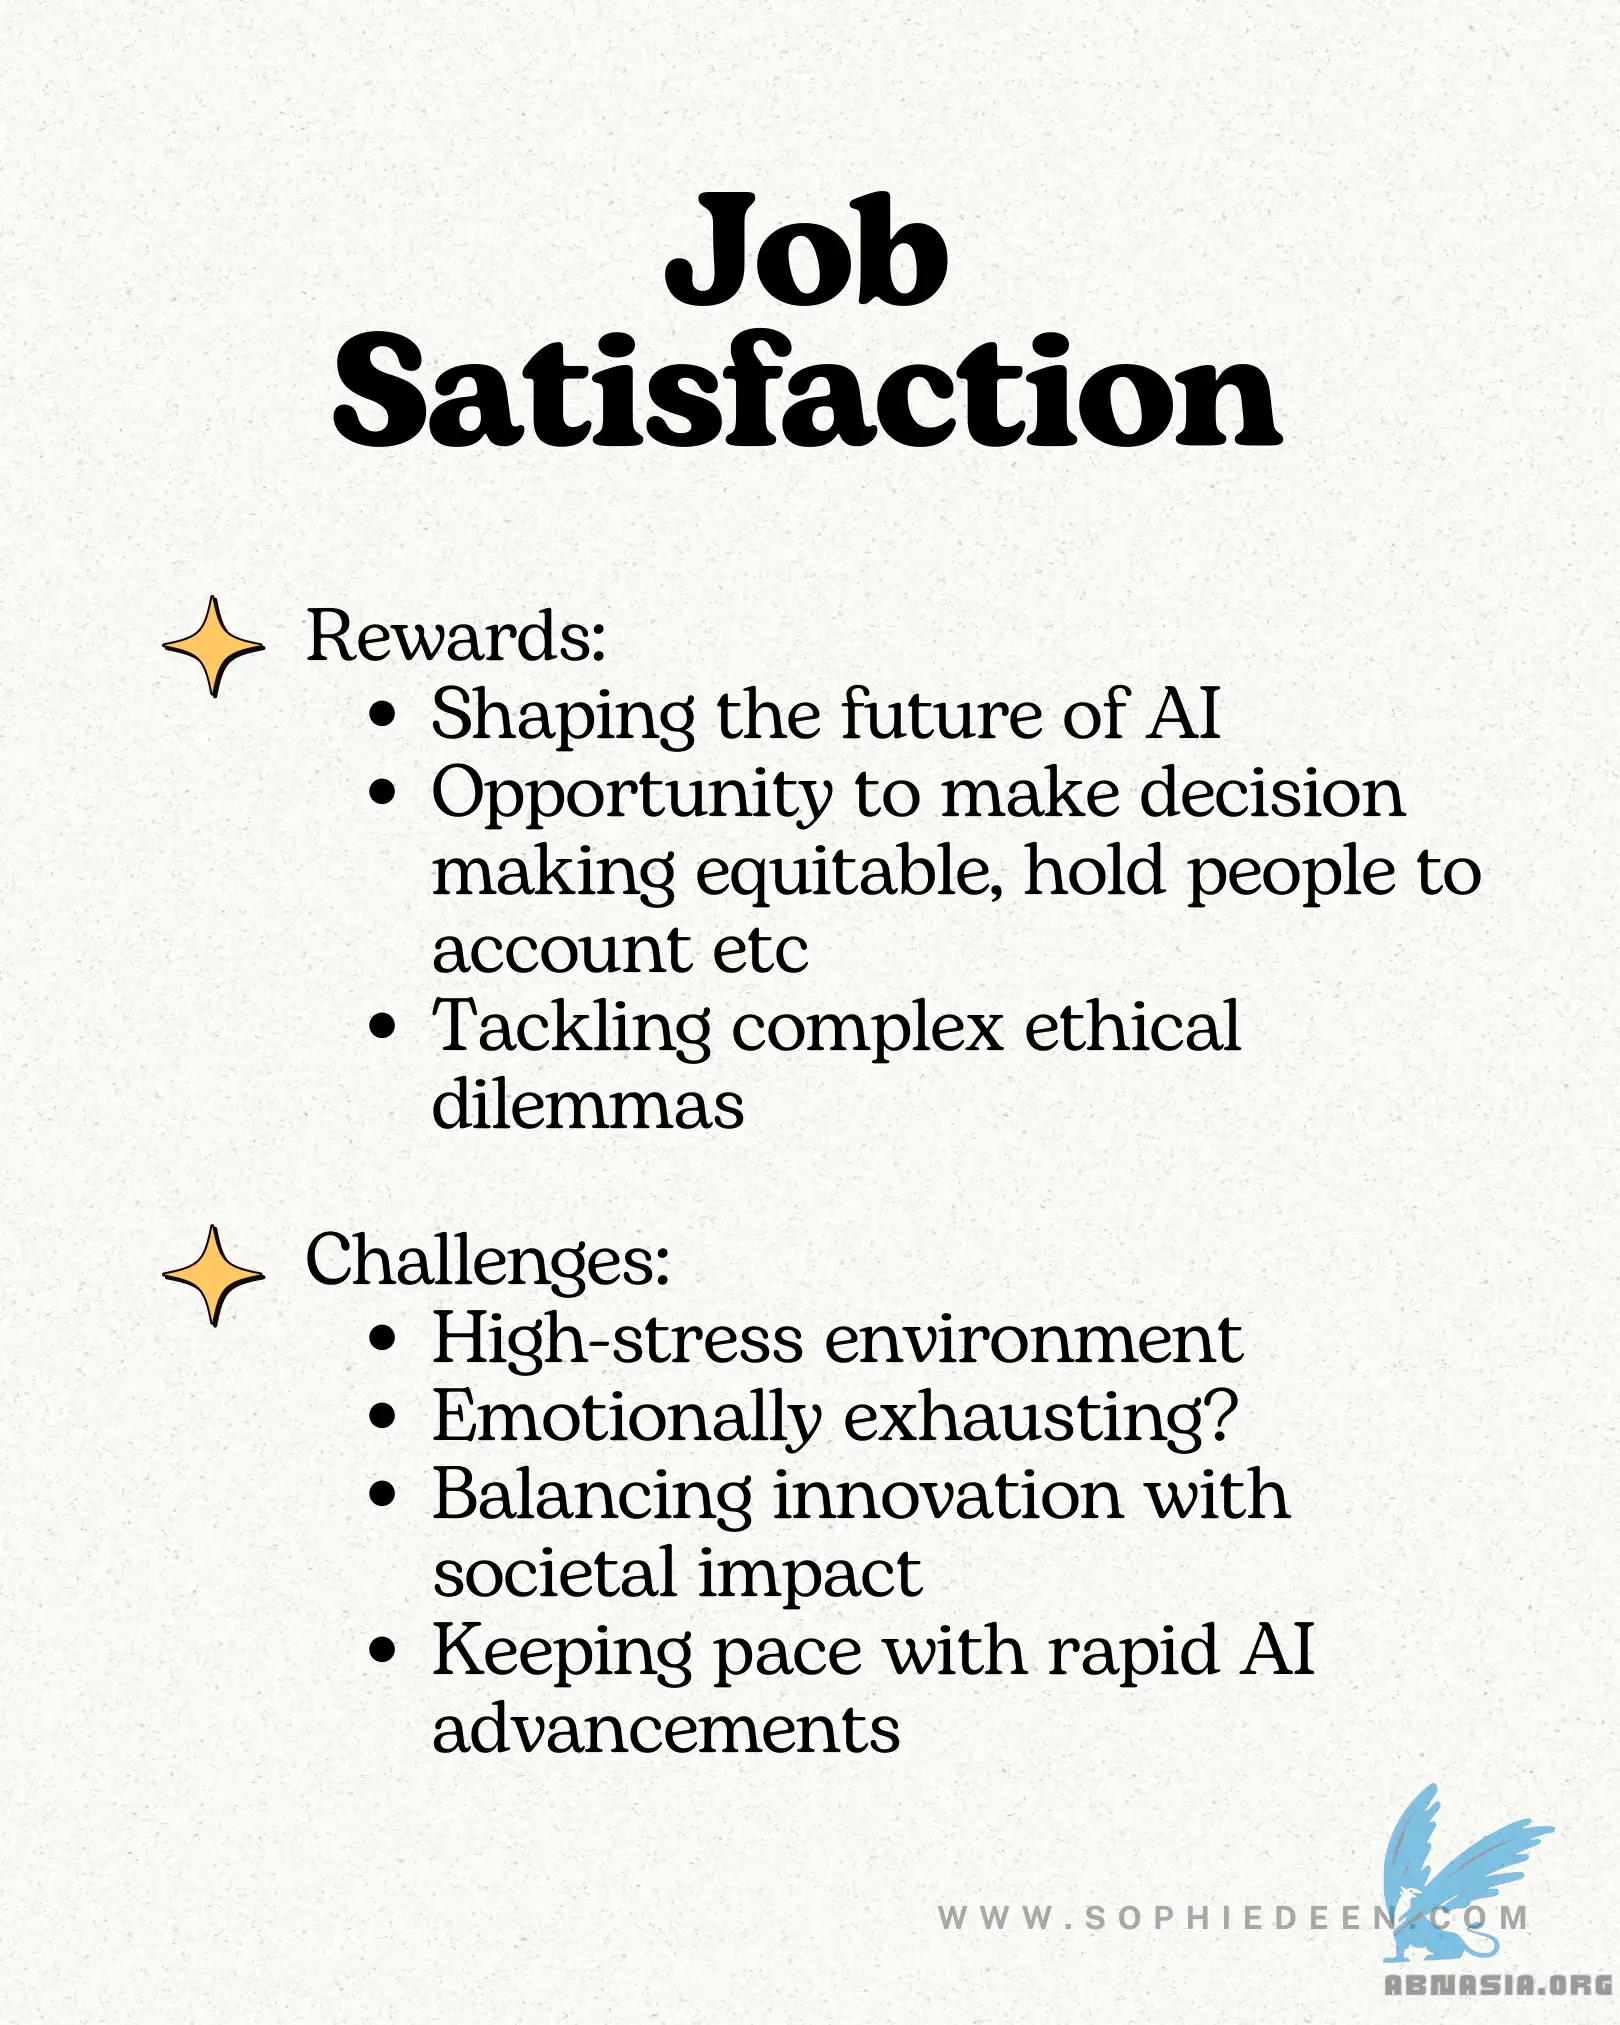 Job
Satisfaction
Rewards:
• Shaping the future of AI
• Opportunity to make decision
making equitable, hold people to
account etc
• Tackling complex ethical
dilemmas
Challenges:
• High-stress environment
• Emotionally exhausting?
• Balancing innovation with
societal impact
• Keeping pace with rapid AI
advancements
WWW.SOPHIEDEEN.COM
ABNASIA.ORG